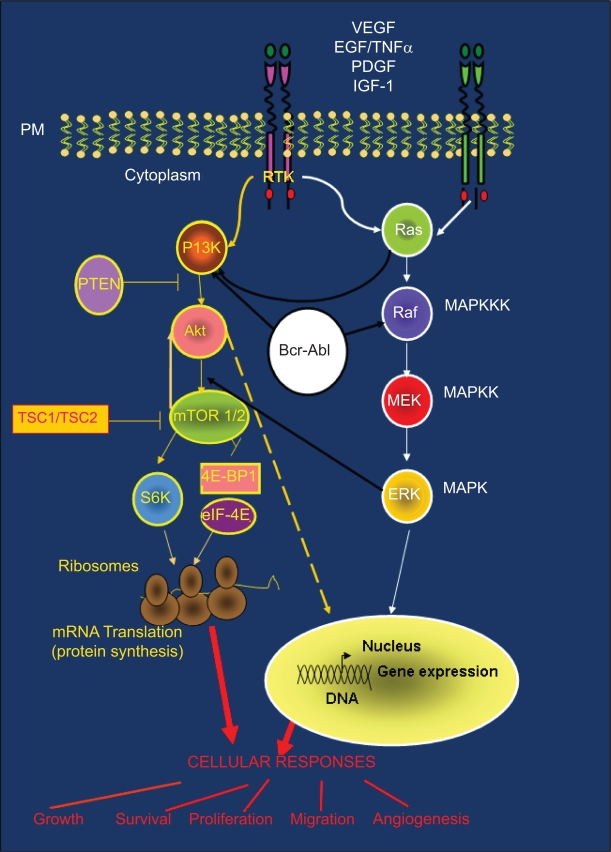 VEGF
EGF/TNFα
PDGF
IGF-1
PM
Cytoplasm
RTK
Ras
P13K
PTEN
Raf
MAPKKK
Akt
Bcr-Abl
MEK
MAPKK
TSC1/TSC2
mTOR 1/2
4E-BP1
S6K
ERK
MAPK
eIF-4E
Ribosomes
mRNA Translation
(protein synthesis)
Nucleus
Gene expression
DNA
CELLULAR RESPONSES
Growth
Survival
Proliferation
Migration
Angiogenesis